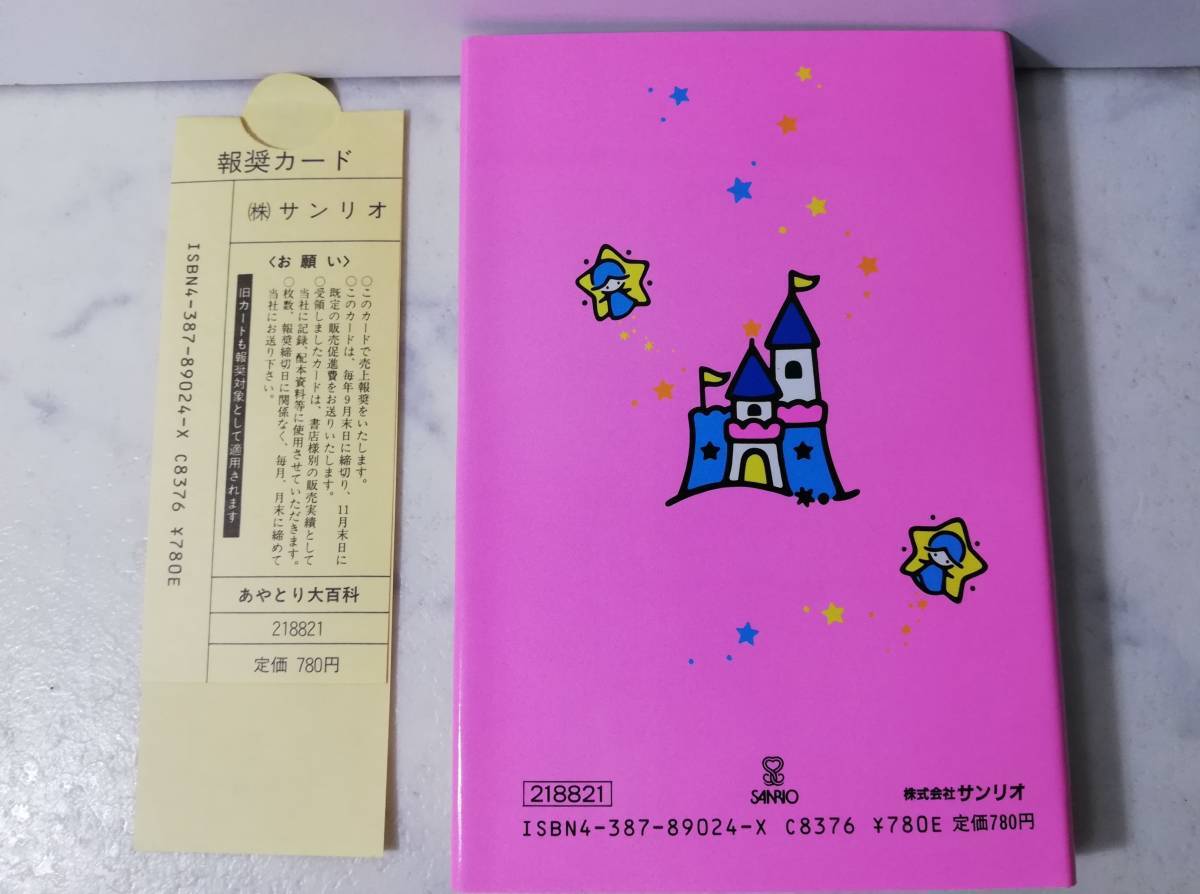 報奨カード
㈱サンリオ
〈お願い〉
○このカードで売上報奨をいたします。
○このカードは、毎年9月末日に締切り、11月末日に
既定の販売促進費をお送りいたします。
○受領しましたカードは、書店様別の販売実績として
当社に記録、配本資料等に使用させていただきます。
○枚数、報奨締切日に関係なく、毎月、月末に締めて
当社にお送り下さい。
旧カードも報奨対象として適用されます
ISBN4-387-89024-X C8376 ¥780E
あやとり大百科
218821
定価 780円
218821
SANRIO
株式会社サンリオ
ISBN4-387-89024-X C8376 ¥780E 定価780円